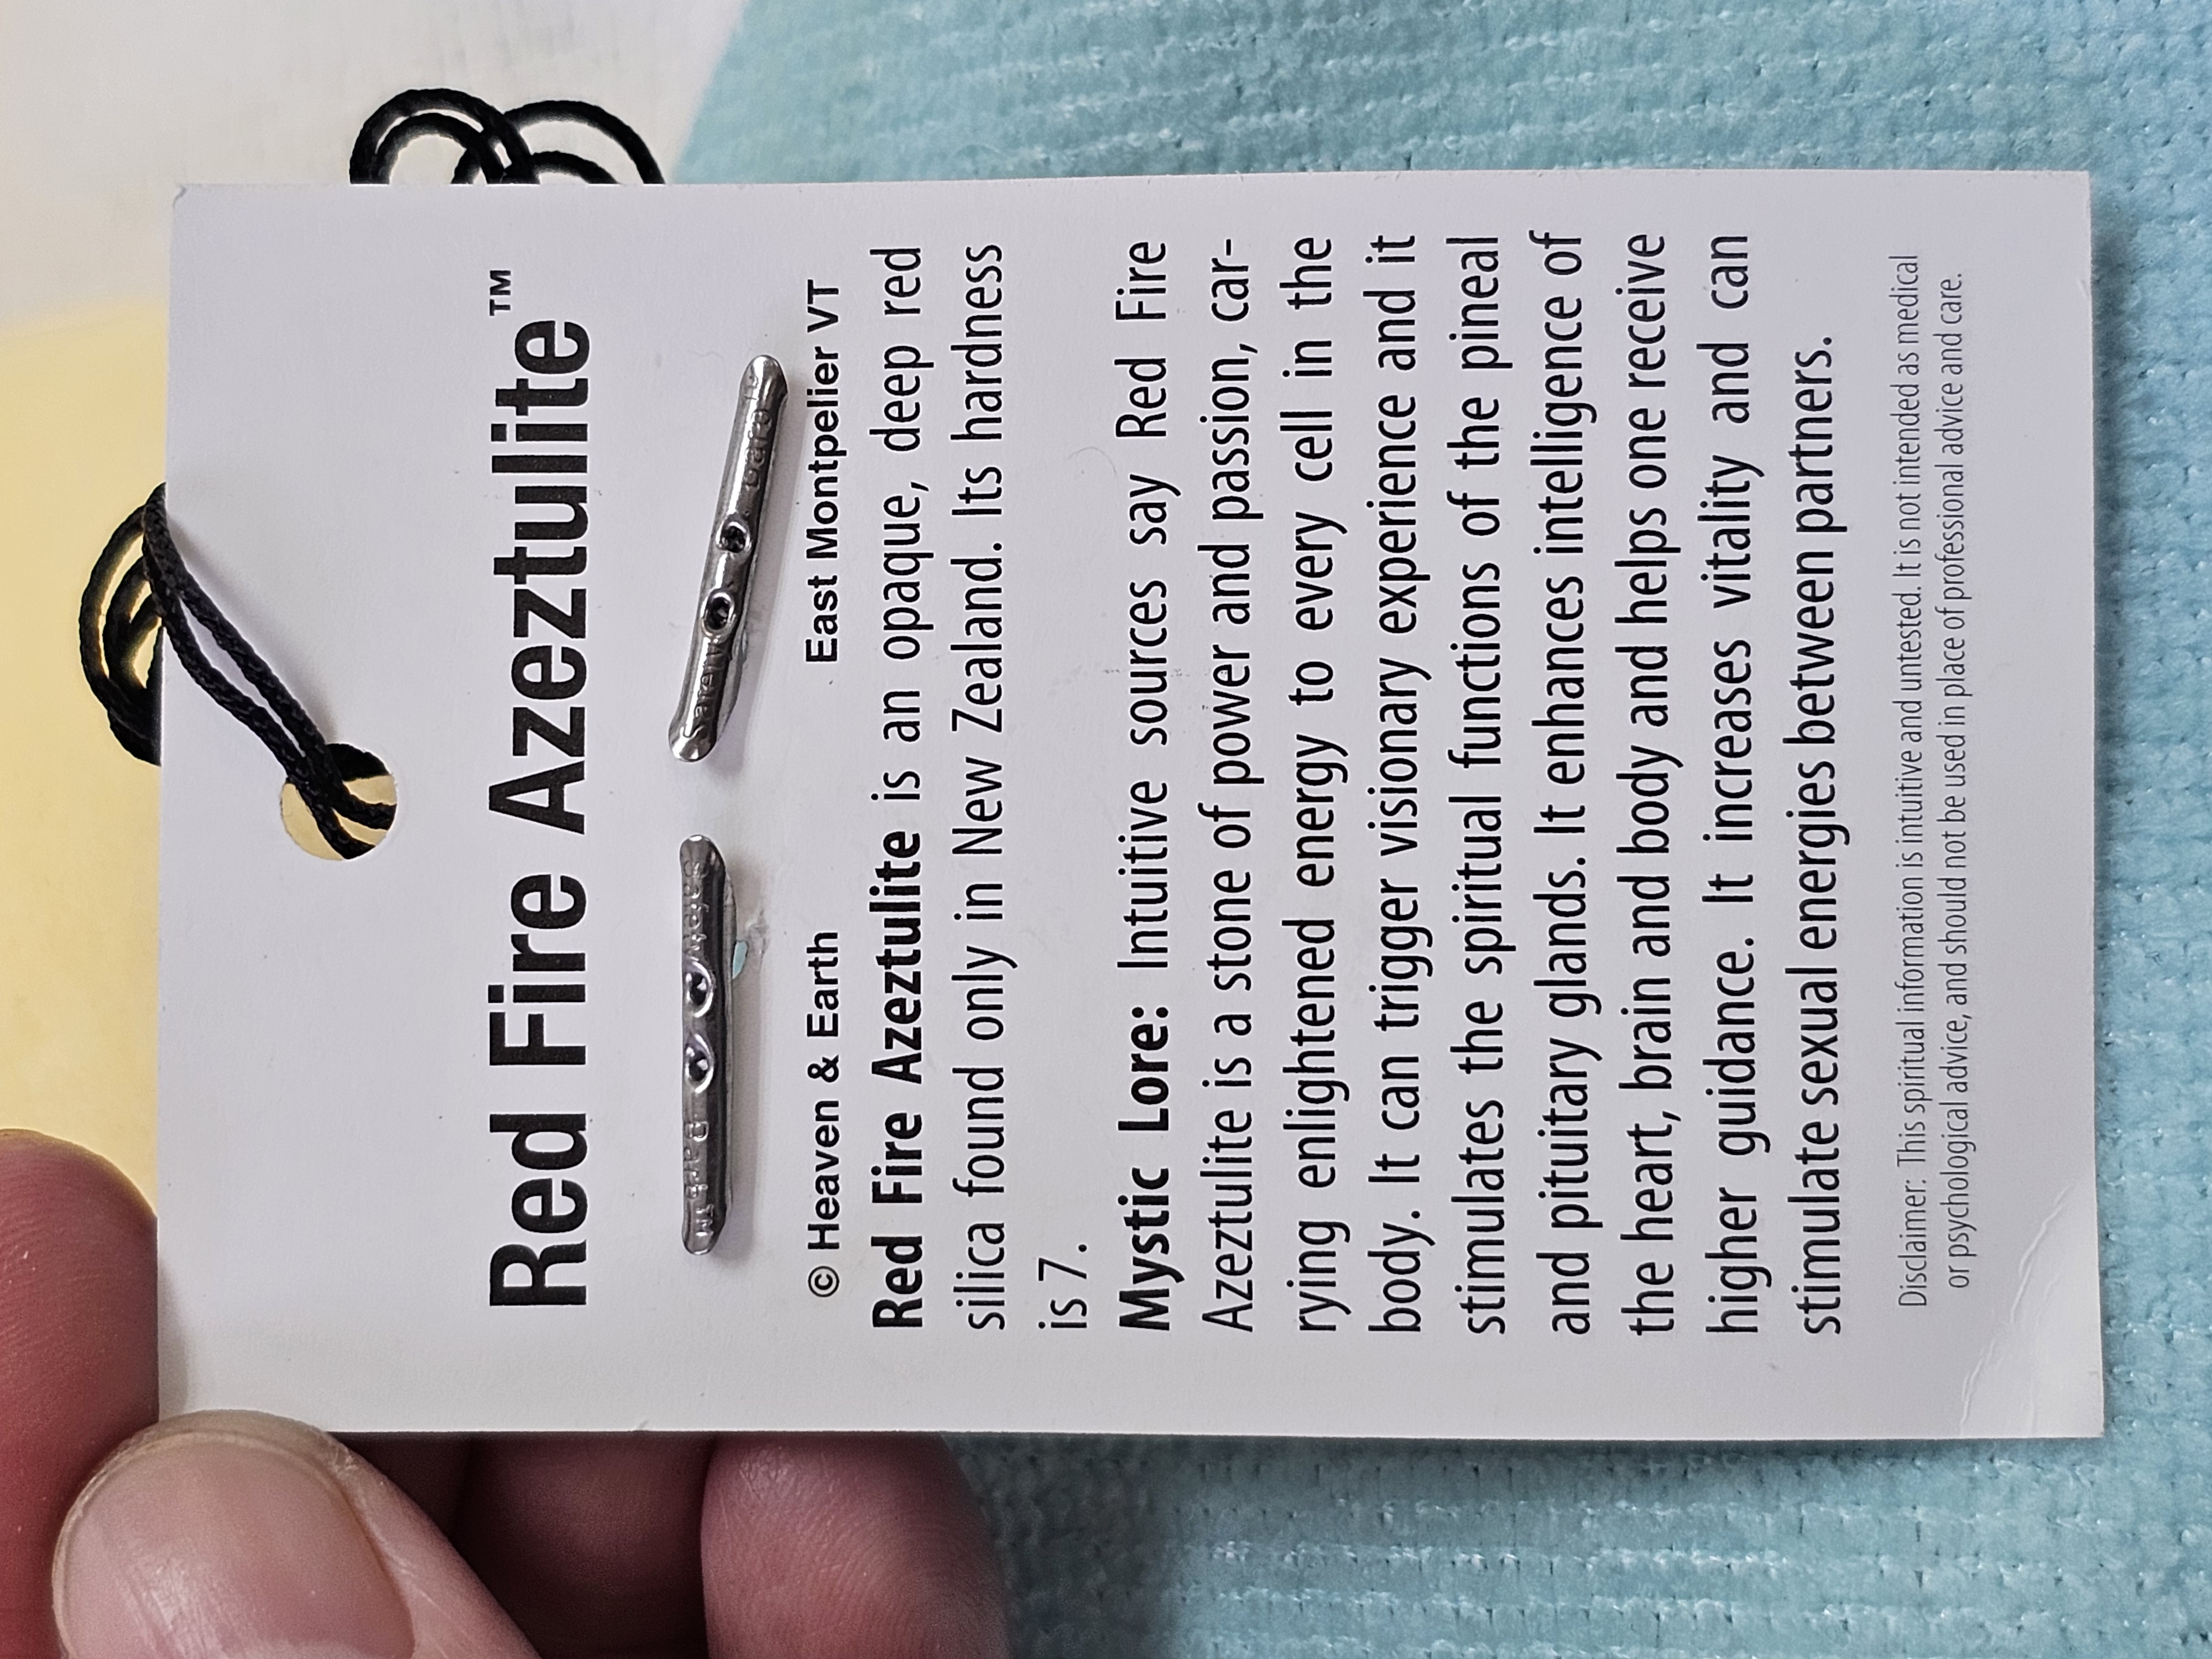 Red Fire Azeztulite™
© Heaven & Earth East Montpelier VT
Red Fire Azeztulite is an opaque, deep red
silica found only in New Zealand. Its hardness
is 7.
Mystic Lore: Intuitive sources say Red Fire
Azeztulite is a stone of power and passion, car-
rying enlightened energy to every cell in the
body. It can trigger visionary experience and it
stimulates the spiritual functions of the pineal
and pituitary glands. It enhances intelligence of
the heart, brain and body and helps one receive
higher guidance. It increases vitality and can
stimulate sexual energies between partners.
Disclaimer: This spiritual information is intuitive and untested. It is not intended as medical
or psychological advice, and should not be used in place of professional advice and care.